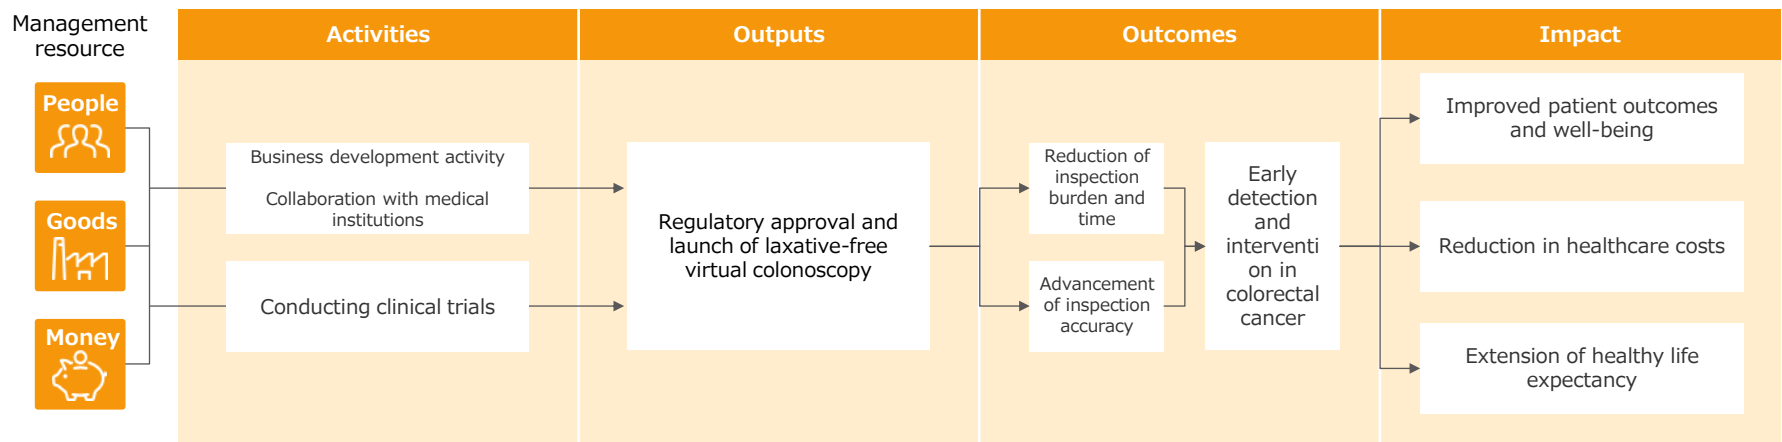 Management
resource
Activities
Outputs
Outcomes
Impact
People
Goods
Money
Business development activity
Collaboration with medical
institutions
Conducting clinical trials
Regulatory approval and
launch of laxative-free
virtual colonoscopy
Reduction of
inspection
burden and
time
Advancement
of inspection
accuracy
Early
detection
and
interventi
on in
colorectal
cancer
Improved patient outcomes
and well-being
Reduction in healthcare costs
Extension of healthy life
expectancy